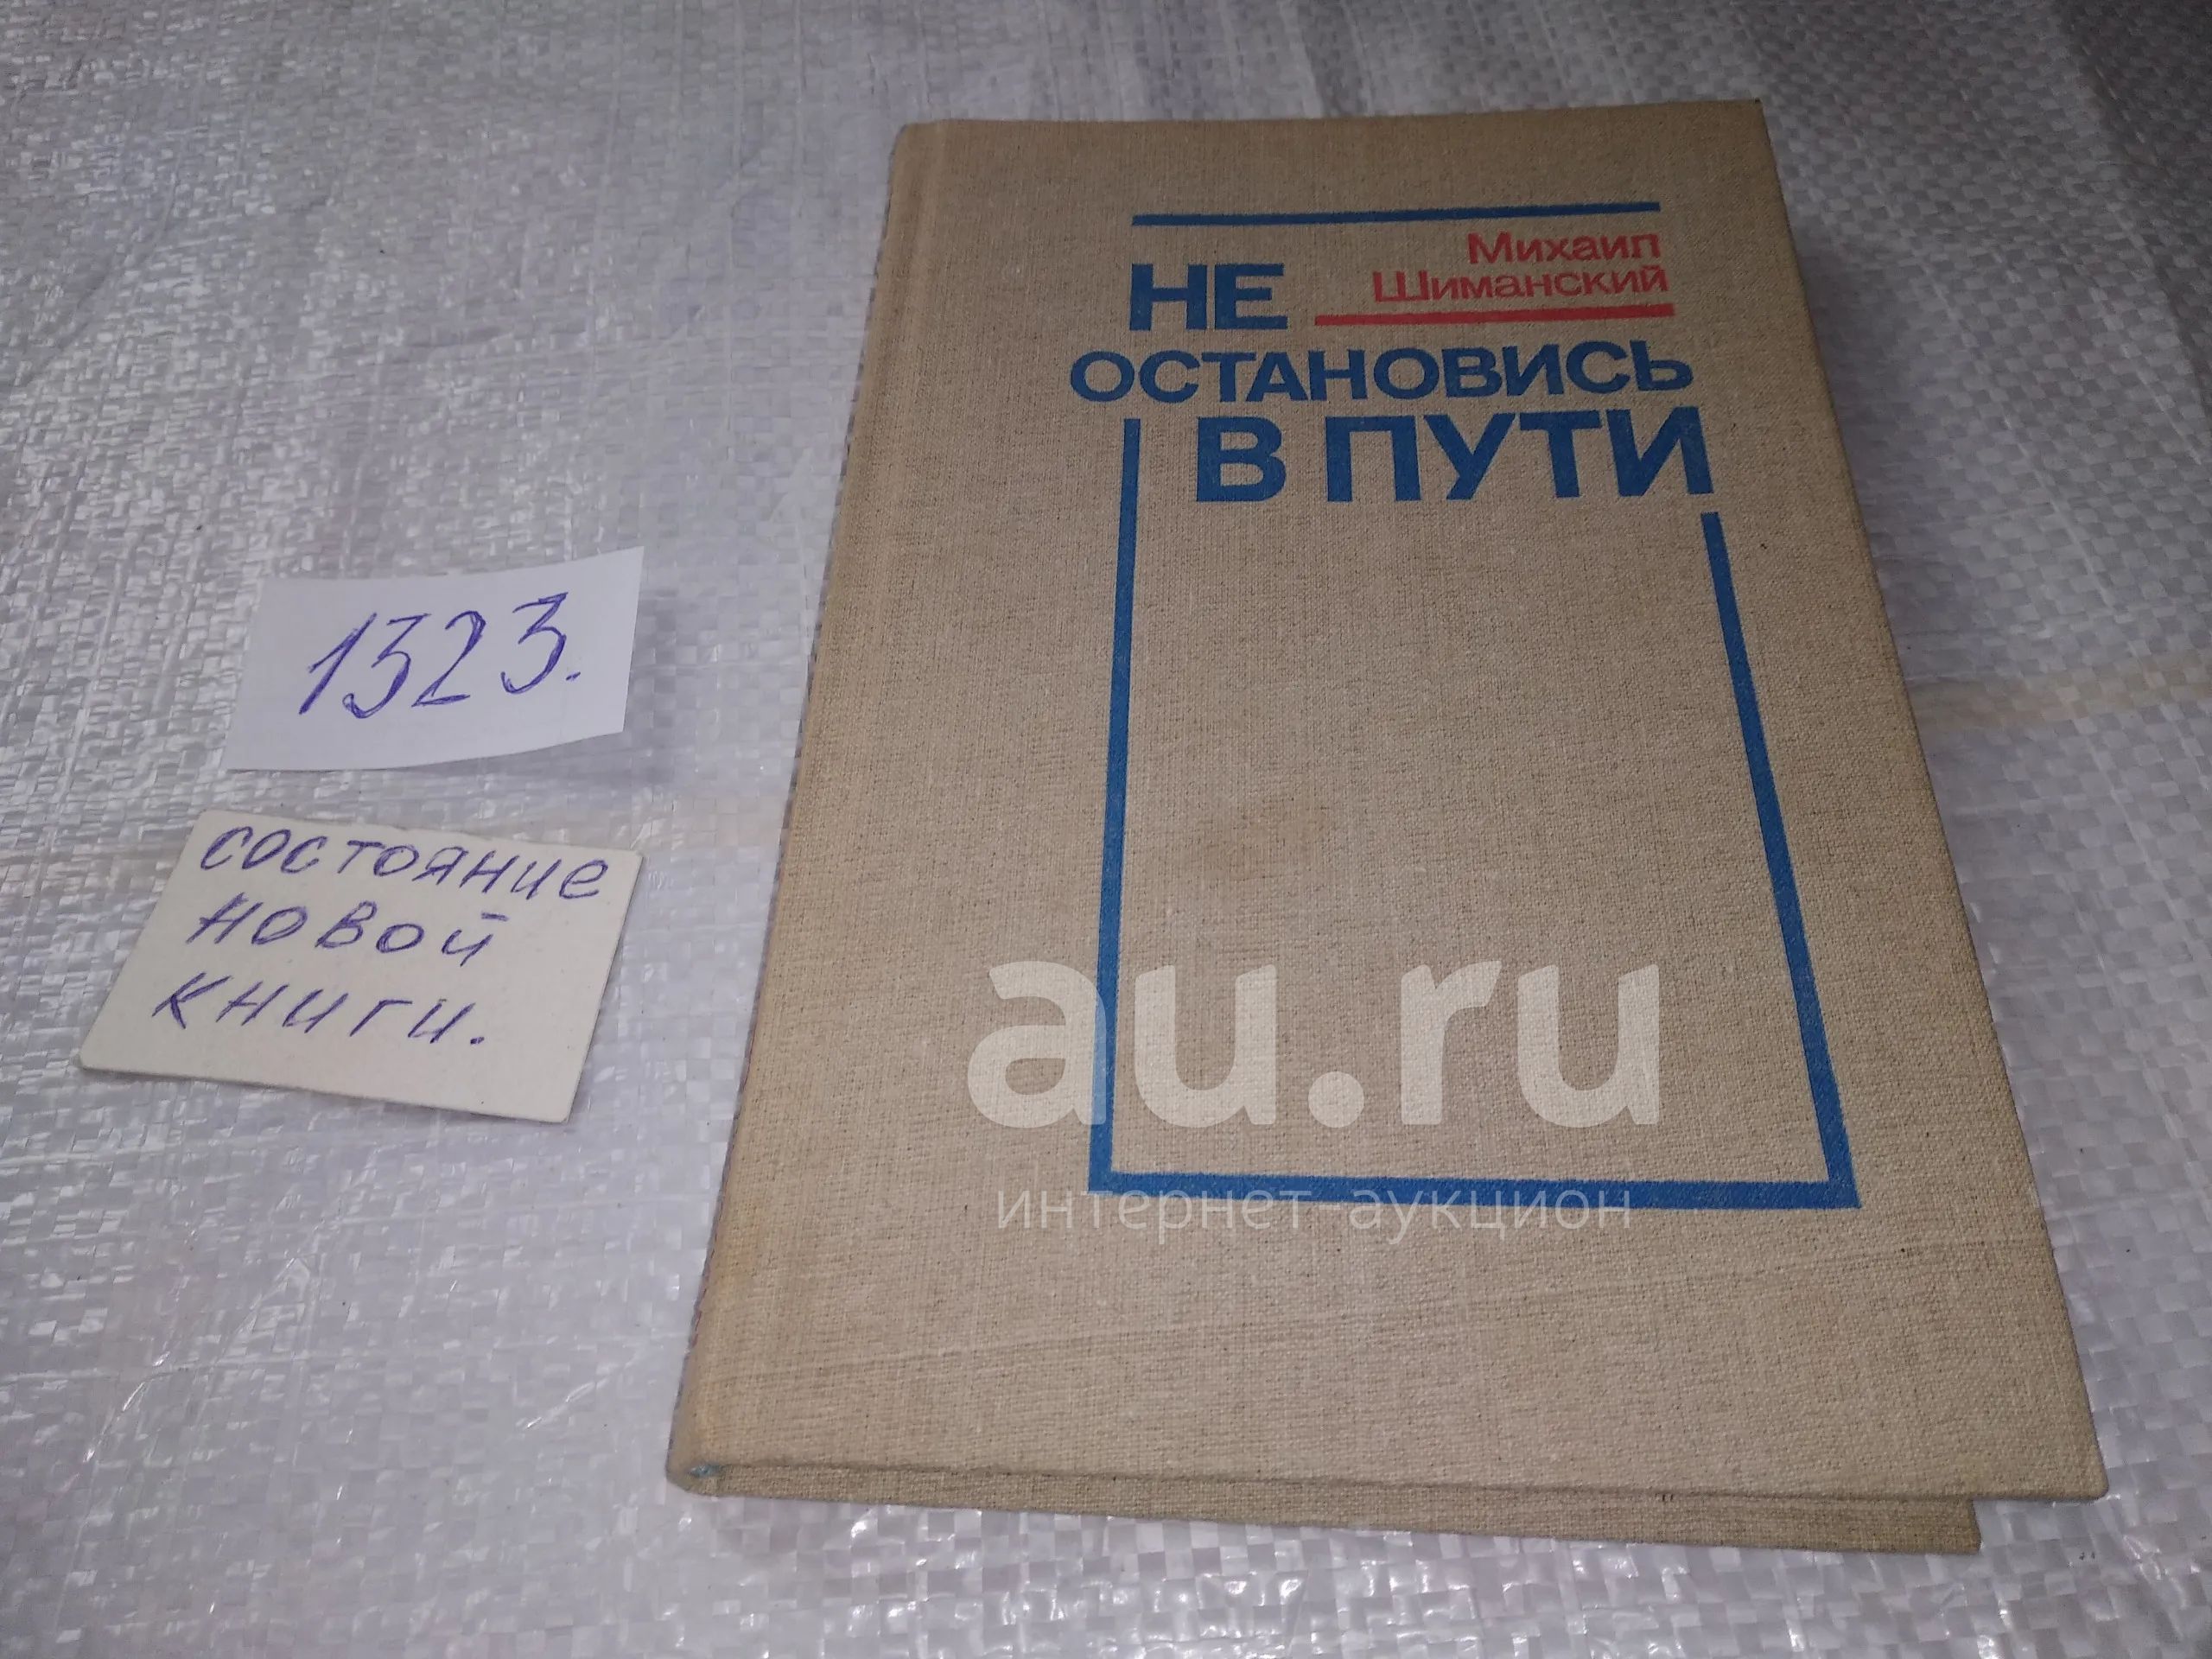 Михаил
Шиманский
НЕ
ОСТАНОВИСЬ
В ПУТИ
1323.
состояние
новой
книги.
au.ru
интернет-аукцион